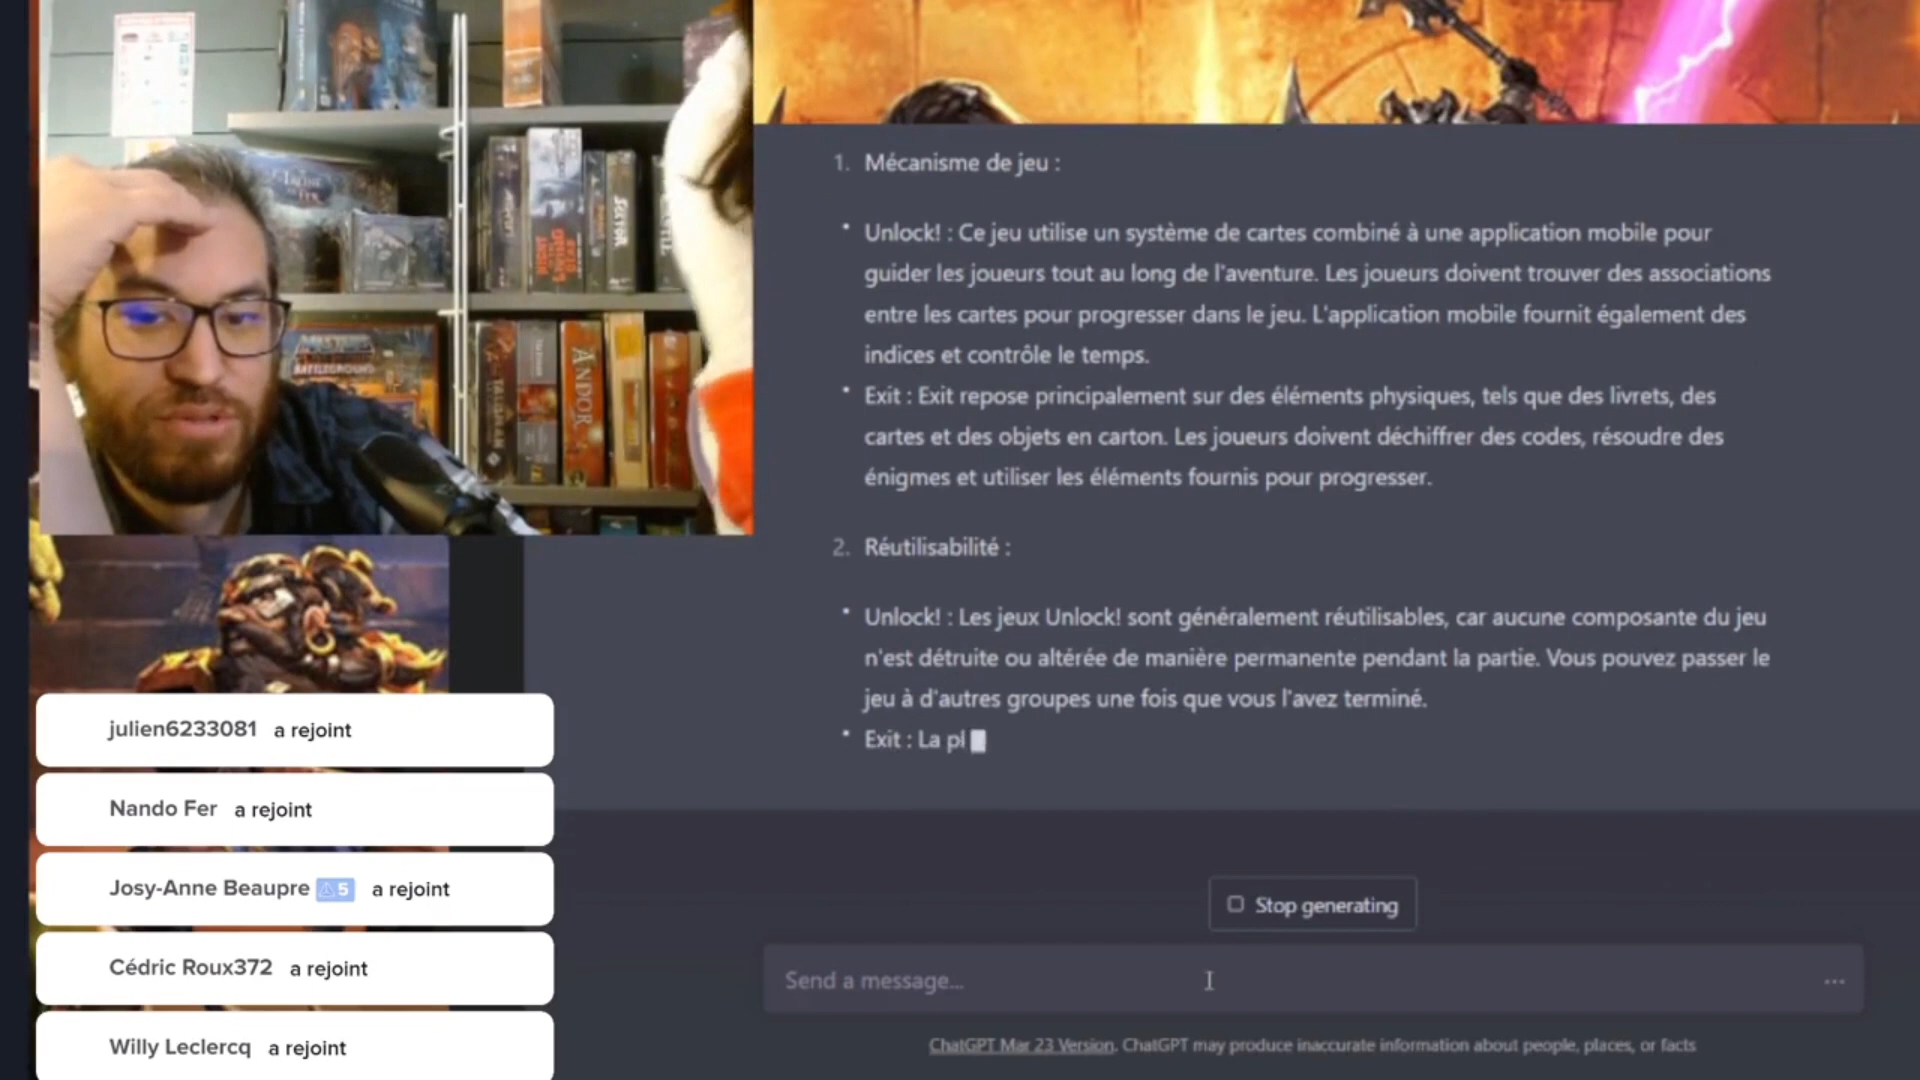 LA FACHE
DE FER
SECTOR
MASTERS
BATTLEGROUND
TALISMAN
ANDOR
1. Mécanisme de jeu :
• Unlock! : Ce jeu utilise un système de cartes combiné à une application mobile pour
guider les joueurs tout au long de l'aventure. Les joueurs doivent trouver des associations
entre les cartes pour progresser dans le jeu. L'application mobile fournit également des
indices et contrôle le temps.
• Exit : Exit repose principalement sur des éléments physiques, tels que des livrets, des
cartes et des objets en carton. Les joueurs doivent déchiffrer des codes, résoudre des
énigmes et utiliser les éléments fournis pour progresser.
2. Réutilisabilité :
• Unlock! : Les jeux Unlock! sont généralement réutilisables, car aucune composante du jeu
n'est détruite ou altérée de manière permanente pendant la partie. Vous pouvez passer le
jeu à d'autres groupes une fois que vous l'avez terminé.
• Exit : La pl
julien6233081 a rejoint
Nando Fer a rejoint
Josy-Anne Beaupre 5 a rejoint
Cédric Roux372 a rejoint
Willy Leclercq a rejoint
Stop generating
Send a message...
ChatGPT Mar 23 Version. ChatGPT may produce inaccurate information about people, places, or facts